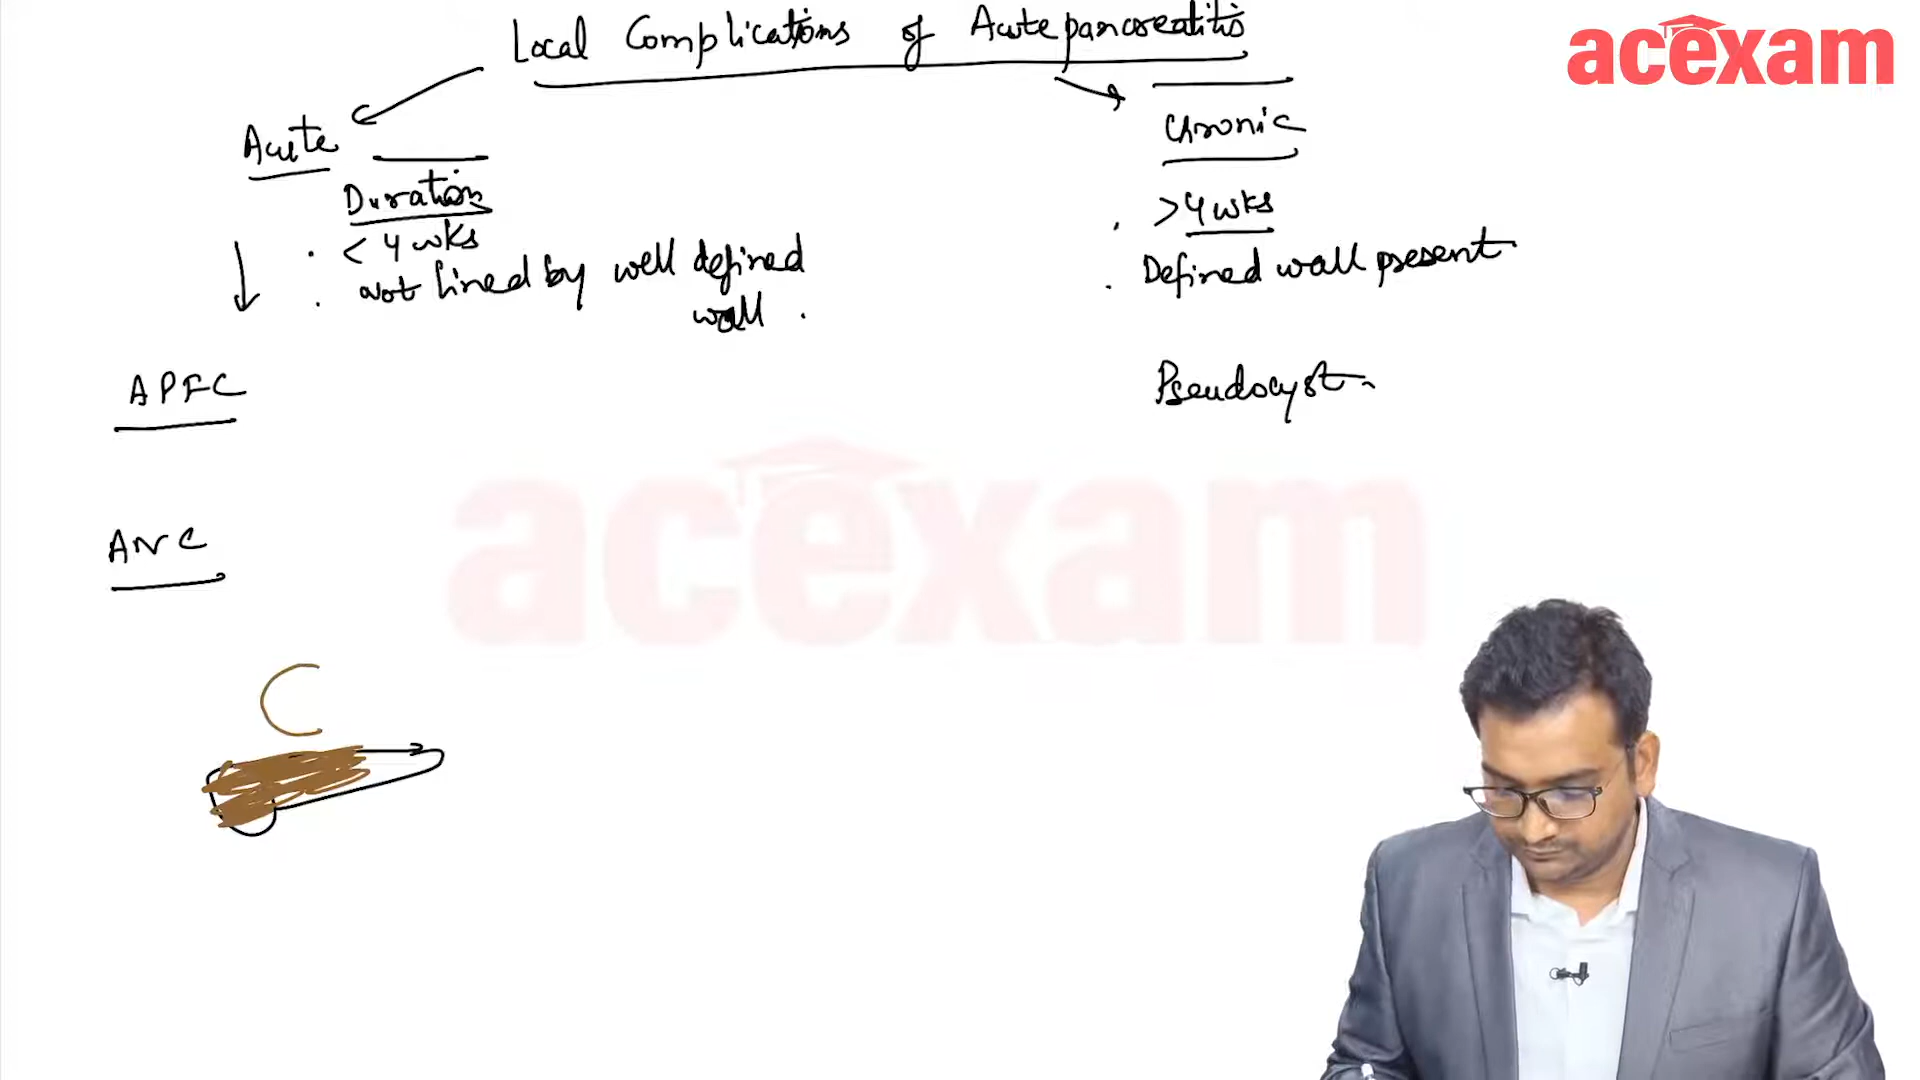 Local Complications of Acute pancreatitis
acexam
Acute
Chronic
Duration
< 4 wks
not lined by well defined
wall.
> 4 wks
Defined wall present
APFC
Pseudocyst
ANC
acexam